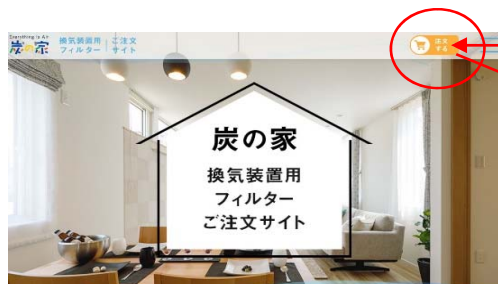 Everything is Air
炭の家
換気装置用
フィルター
ご注文
サイト
注文
する
炭の家
換気装置用
フィルター
ご注文サイト